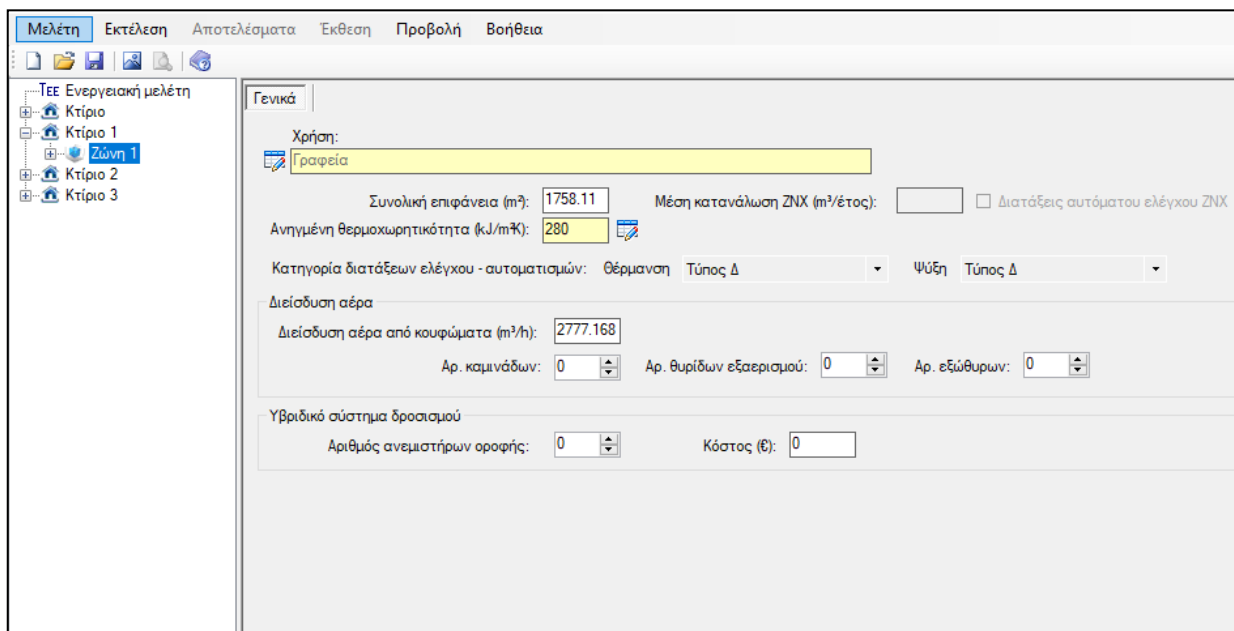 Μελέτη Εκτέλεση Αποτελέσματα Έκθεση Προβολή Βοήθεια
TEE Ενεργειακή μελέτη
Κτίριο
Κτίριο 1
Ζώνη 1
Κτίριο 2
Κτίριο 3
Γενικά
Χρήση:
Γραφεία
Συνολική επιφάνεια (m²): 1758.11 Μέση κατανάλωση ΖΝΧ (m³/έτος): Διατάξεις αυτόματου ελέγχου ΖΝΧ
Ανηγμένη θερμοχωρητικότητα (kJ/m²K): 280
Κατηγορία διατάξεων ελέγχου - αυτοματισμών: Θέρμανση Τύπος Δ Ψύξη Τύπος Δ
Διείσδυση αέρα
Διείσδυση αέρα από κουφώματα (m³/h): 2777.168
Αρ. καμινάδων: 0 Αρ. θυρίδων εξαερισμού: 0 Αρ. εξώθυρων: 0
Υβριδικό σύστημα δροσισμού
Αριθμός ανεμιστήρων οροφής: 0 Κόστος (€): 0